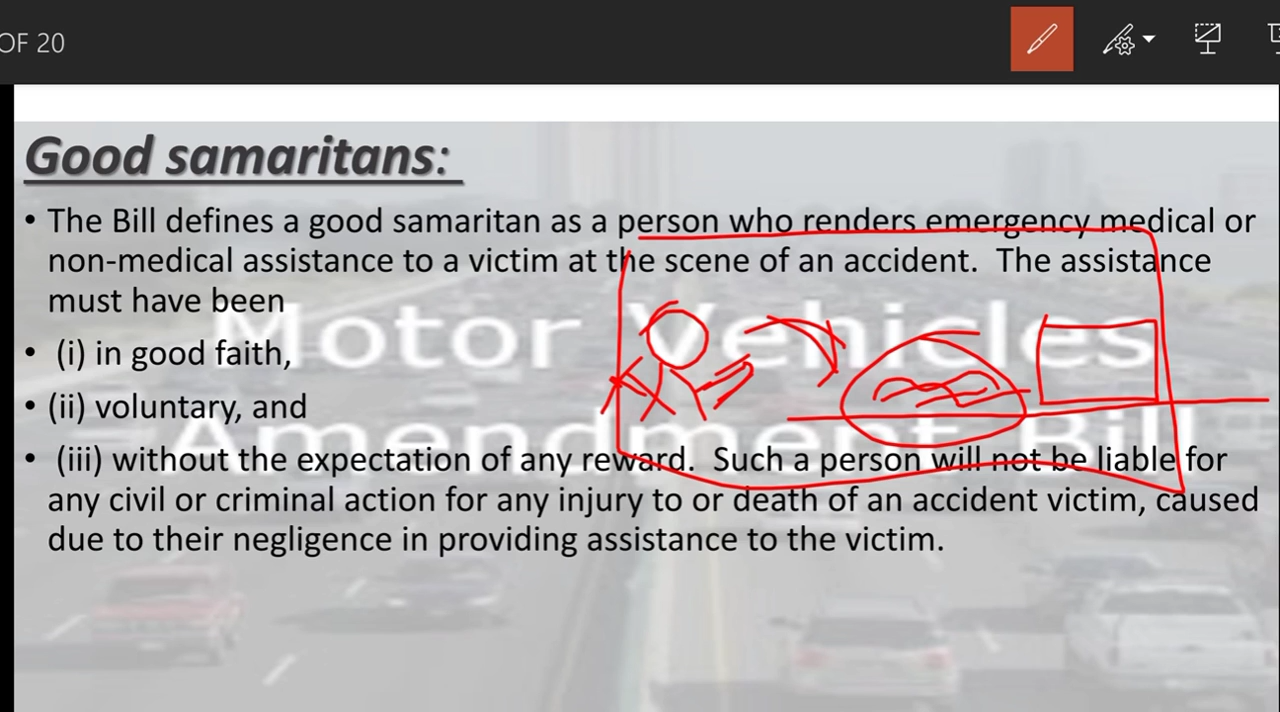 OF 20
Good samaritans:
• The Bill defines a good samaritan as a person who renders emergency medical or
non-medical assistance to a victim at the scene of an accident. The assistance
must have been
• (i) in good faith,
• (ii) voluntary, and
• (iii) without the expectation of any reward. Such a person will not be liable for
any civil or criminal action for any injury to or death of an accident victim, caused
due to their negligence in providing assistance to the victim.
Motor Vehicles
Amendment Bill